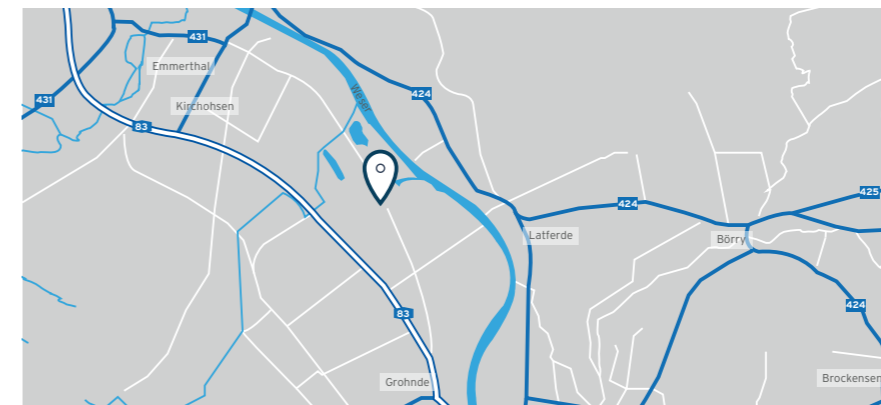 431
Emmerthal
Weser
424
431
Kirchohsen
83
425
424
Latferde
Börry
424
83
Grohnde
Brockensen